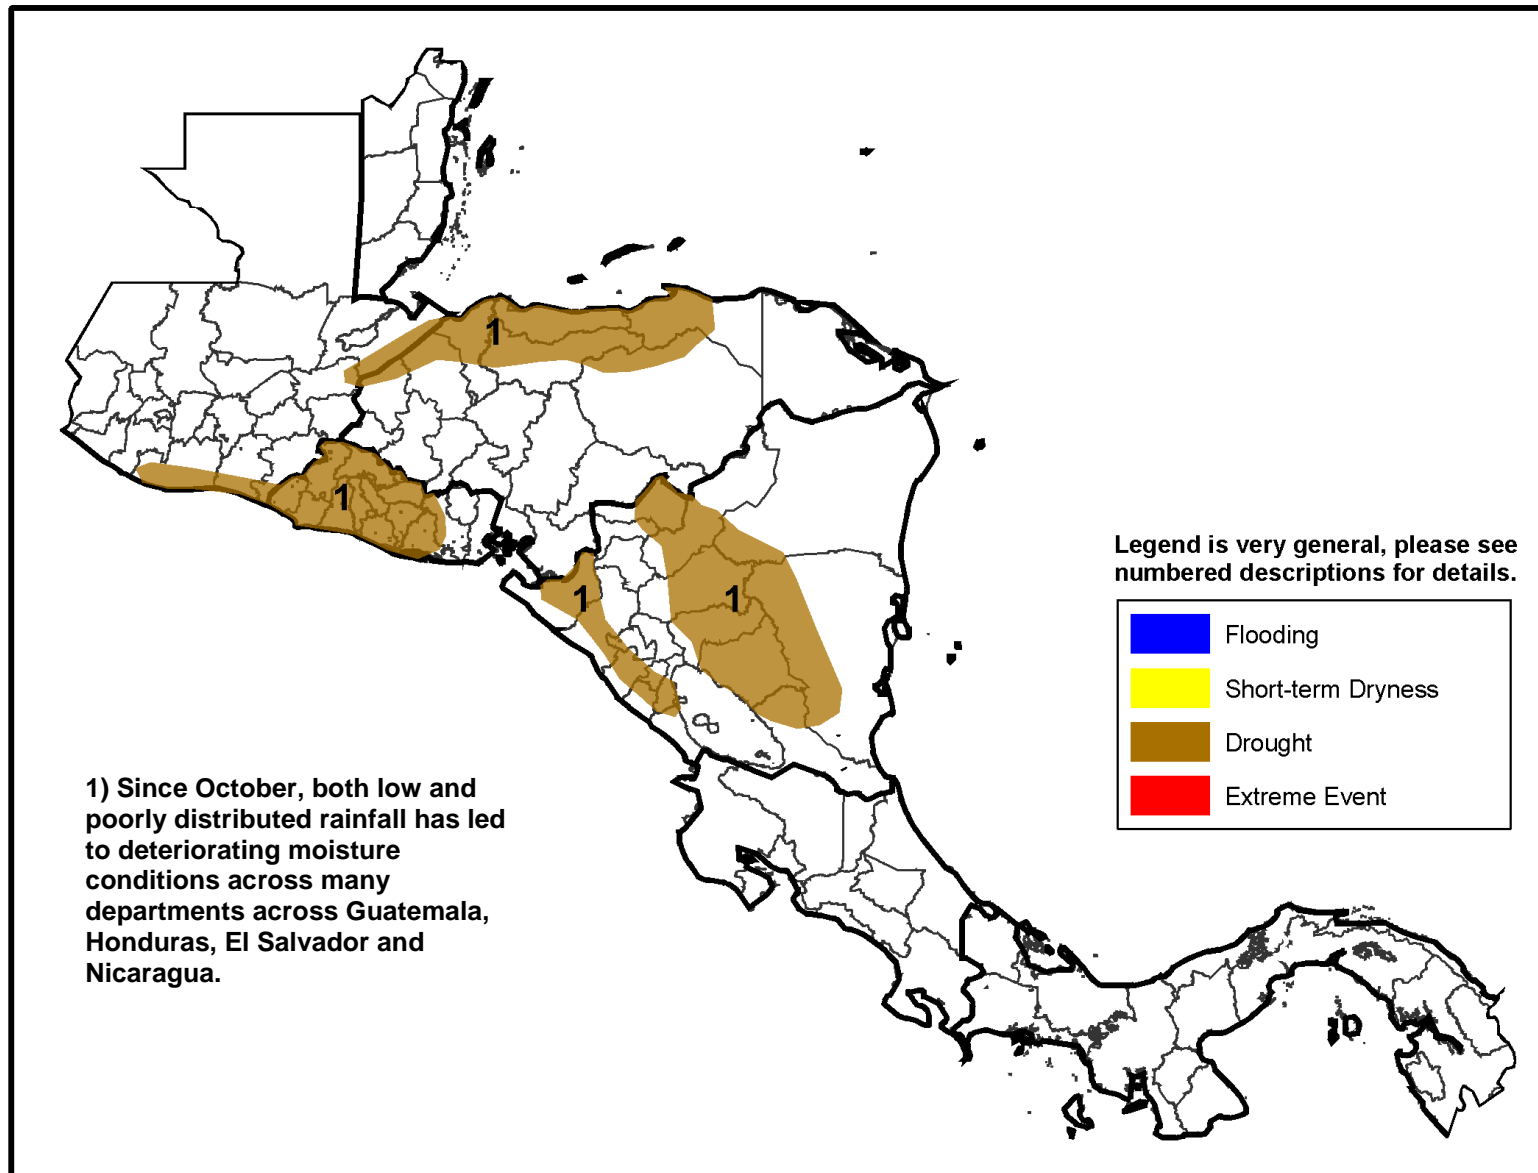 1
1
1
1
Legend is very general, please see
numbered descriptions for details.
Flooding
Short-term Dryness
Drought
Extreme Event
1) Since October, both low and
poorly distributed rainfall has led
to deteriorating moisture
conditions across many
departments across Guatemala,
Honduras, El Salvador and
Nicaragua.